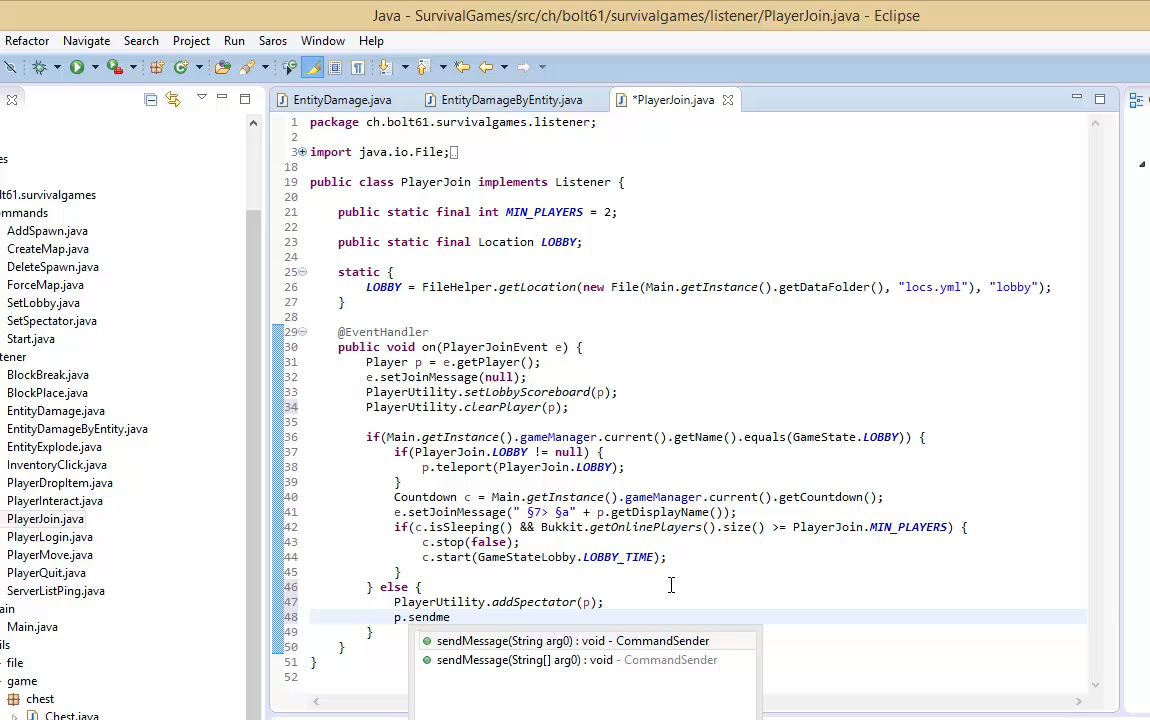 Java - SurvivalGames/src/ch/bolt61/survivalgames/listener/PlayerJoin.java - Eclipse
Refactor Navigate Search Project Run Saros Window Help
EntityDamage.java EntityDamageByEntity.java *PlayerJoin.java
es
lt61.survivalgames
ommands
AddSpawn.java
CreateMap.java
DeleteSpawn.java
ForceMap.java
SetLobby.java
SetSpectator.java
Start.java
tener
BlockBreak.java
BlockPlace.java
EntityDamage.java
EntityDamageByEntity.java
EntityExplode.java
InventoryClick.java
PlayerDropItem.java
PlayerInteract.java
PlayerJoin.java
PlayerLogin.java
PlayerMove.java
PlayerQuit.java
ServerListPing.java
ain
Main.java
ils
file
game
chest
Chest.java
1 package ch.bolt61.survivalgames.listener;
2
3 import java.io.File;
18
19 public class PlayerJoin implements Listener {
20
21 public static final int MIN_PLAYERS = 2;
22
23 public static final Location LOBBY;
24
25 static {
26 LOBBY = FileHelper.getLocation(new File(Main.getInstance().getDataFolder(), "locs.yml"), "lobby");
27 }
28
29 @EventHandler
30 public void on(PlayerJoinEvent e) {
31 Player p = e.getPlayer();
32 e.setJoinMessage(null);
33 PlayerUtility.setLobbyScoreboard(p);
34 PlayerUtility.clearPlayer(p);
35
36 if(Main.getInstance().gameManager.current().getName().equals(GameState.LOBBY)) {
37 if(PlayerJoin.LOBBY != null) {
38 p.teleport(PlayerJoin.LOBBY);
39 }
40 Countdown c = Main.getInstance().gameManager.current().getCountdown();
41 e.setJoinMessage(" §7> §a" + p.getDisplayName());
42 if(c.isSleeping() && Bukkit.getOnlinePlayers().size() >= PlayerJoin.MIN_PLAYERS) {
43 c.stop(false);
44 c.start(GameStateLobby.LOBBY_TIME);
45 }
46 } else {
47 PlayerUtility.addSpectator(p);
48 p.sendme
49 }
50 }
51 }
52
sendMessage(String arg0) : void - CommandSender
sendMessage(String[] arg0) : void - CommandSender